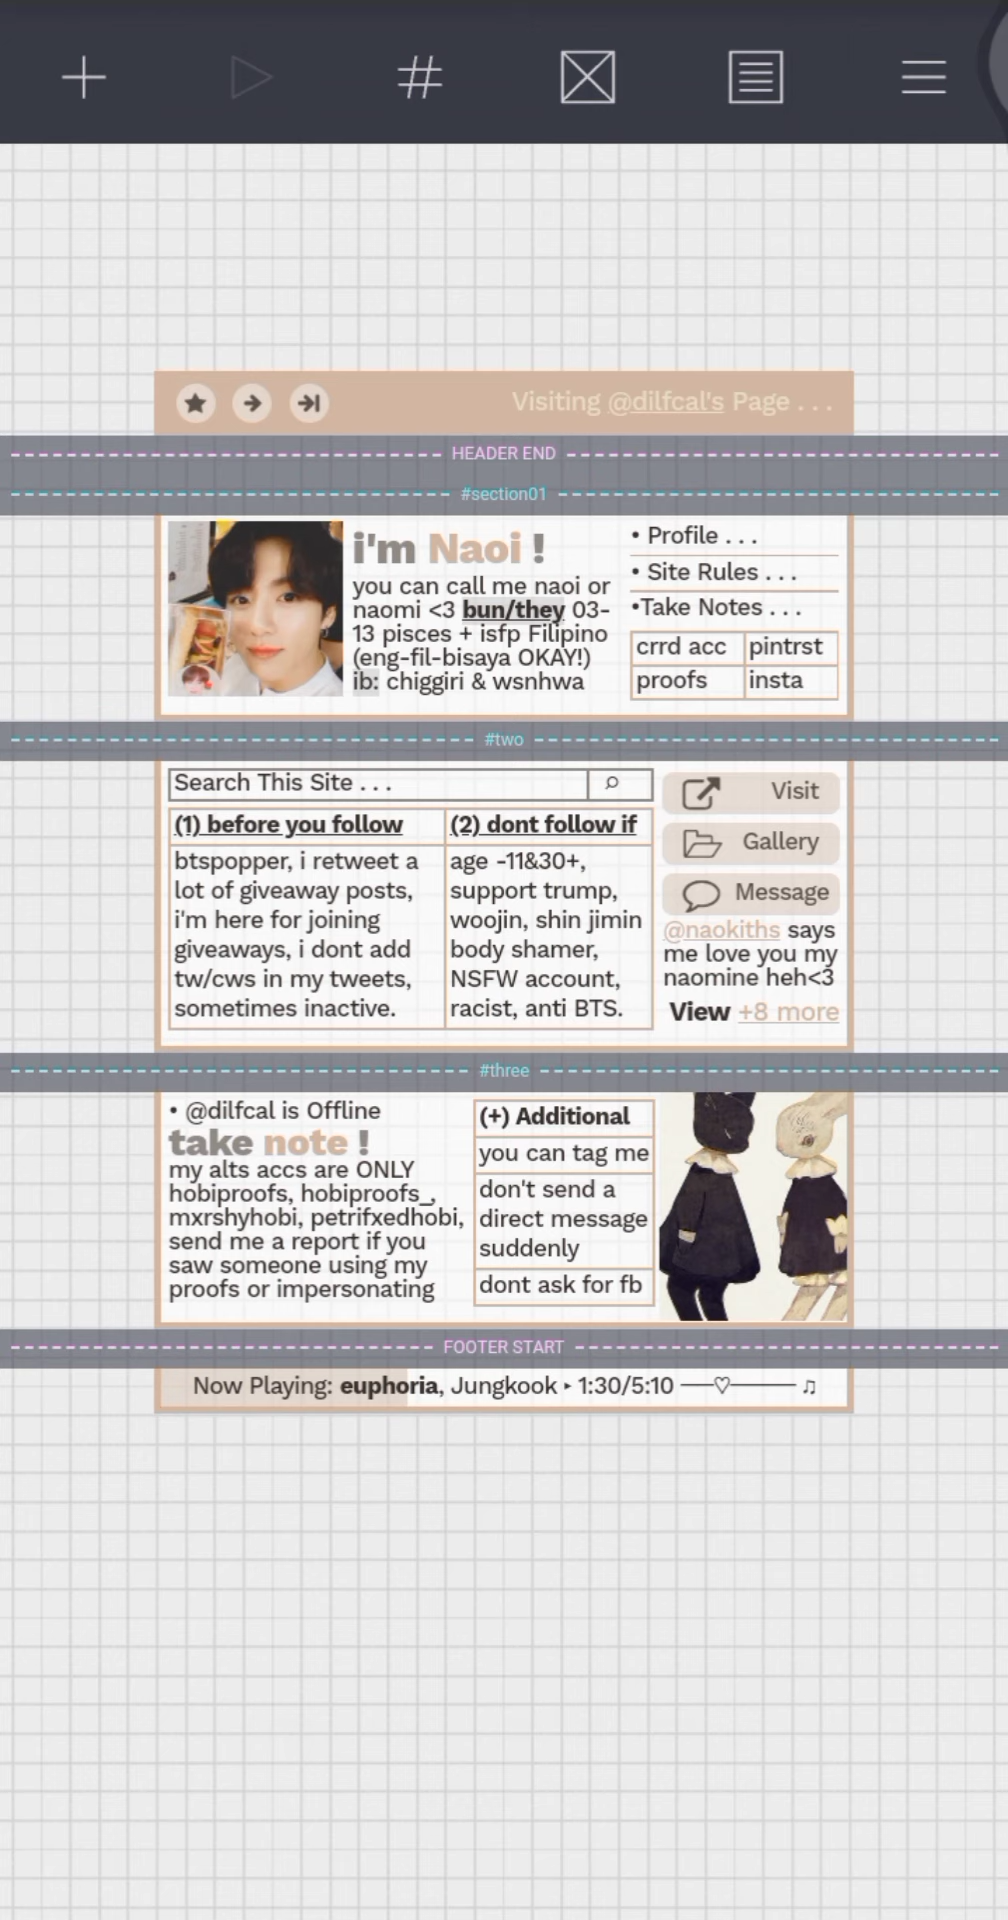 Visiting @dilfcal's Page . . .
HEADER END
#section01
i'm Naoi !
you can call me naoi or
naomi <3 bun/they 03-
13 pisces + isfp Filipino
(eng-fil-bisaya OKAY!)
ib: chiggiri & wsnhwa
• Profile . . .
• Site Rules . . .
•Take Notes . . .
crrd acc pintrst
proofs insta
#two
Search This Site . . .
(1) before you follow
btspopper, i retweet a
lot of giveaway posts,
i'm here for joining
giveaways, i dont add
tw/cws in my tweets,
sometimes inactive.
(2) dont follow if
age -11&30+,
support trump,
woojin, shin jimin
body shamer,
NSFW account,
racist, anti BTS.
Visit
Gallery
Message
@naokiths says
me love you my
naomine heh<3
View +8 more
#three
• @dilfcal is Offline
take note !
my alts accs are ONLY
hobiproofs, hobiproofs_,
mxrshyhobi, petrifxedhobi,
send me a report if you
saw someone using my
proofs or impersonating
(+) Additional
you can tag me
don't send a
direct message
suddenly
dont ask for fb
FOOTER START
Now Playing: euphoria, Jungkook ‣ 1:30/5:10 ──♡──── ♫